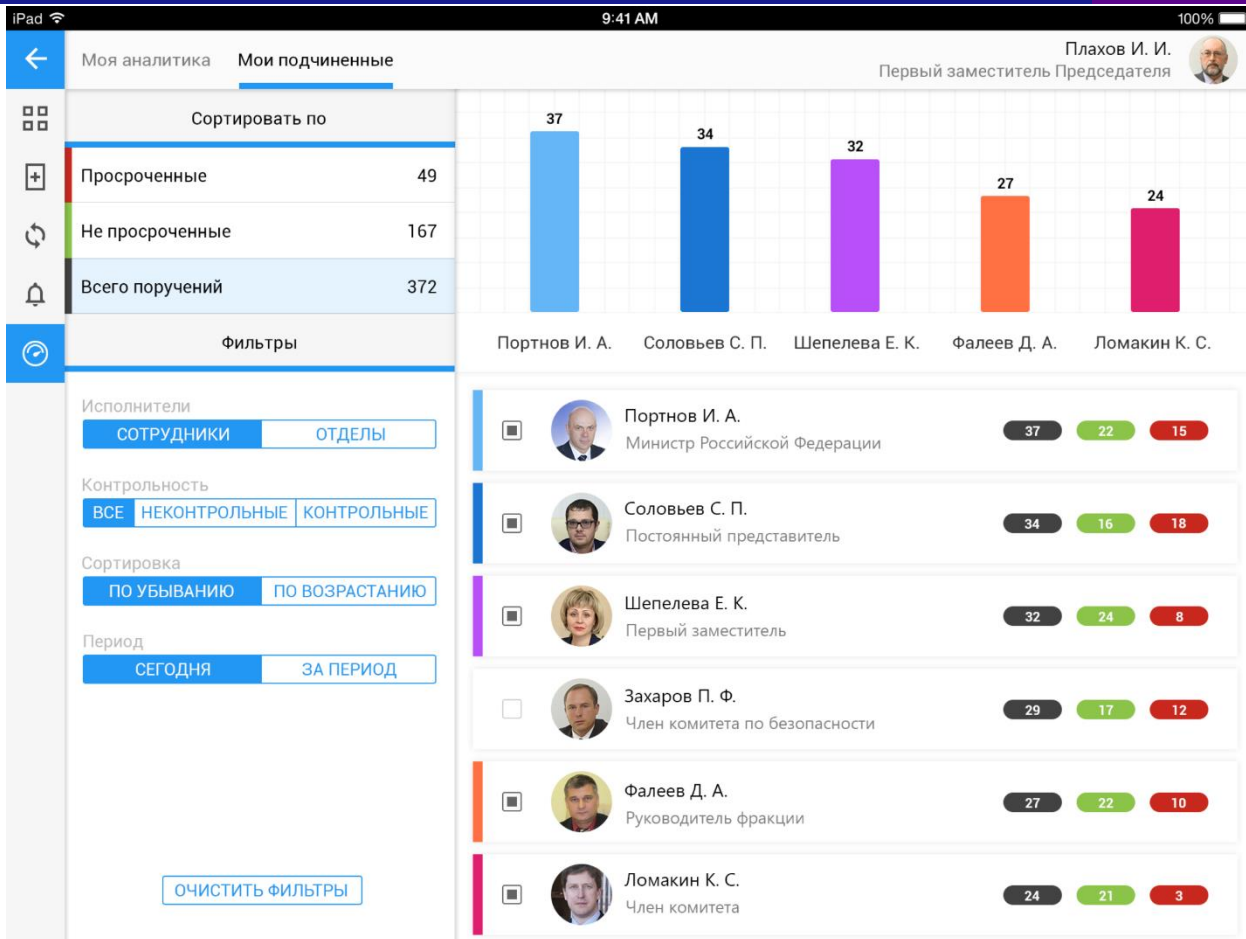 iPad 9:41 AM 100%
Моя аналитика Мои подчиненные
Плахов И. И.
Первый заместитель Председателя
Сортировать по
Просроченные 49
Не просроченные 167
Всего поручений 372
Фильтры
Исполнители
СОТРУДНИКИ ОТДЕЛЫ
Контрольность
ВСЕ НЕКОНТРОЛЬНЫЕ КОНТРОЛЬНЫЕ
Сортировка
ПО УБЫВАНИЮ ПО ВОЗРАСТАНИЮ
Период
СЕГОДНЯ ЗА ПЕРИОД
ОЧИСТИТЬ ФИЛЬТРЫ
37 34 32 27 24
Портнов И. А. Соловьев С. П. Шепелева Е. К. Фалеев Д. А. Ломакин К. С.
Портнов И. А.
Министр Российской Федерации
37 22 15
Соловьев С. П.
Постоянный представитель
34 16 18
Шепелева Е. К.
Первый заместитель
32 24 8
Захаров П. Ф.
Член комитета по безопасности
29 17 12
Фалеев Д. А.
Руководитель фракции
27 22 10
Ломакин К. С.
Член комитета
24 21 3